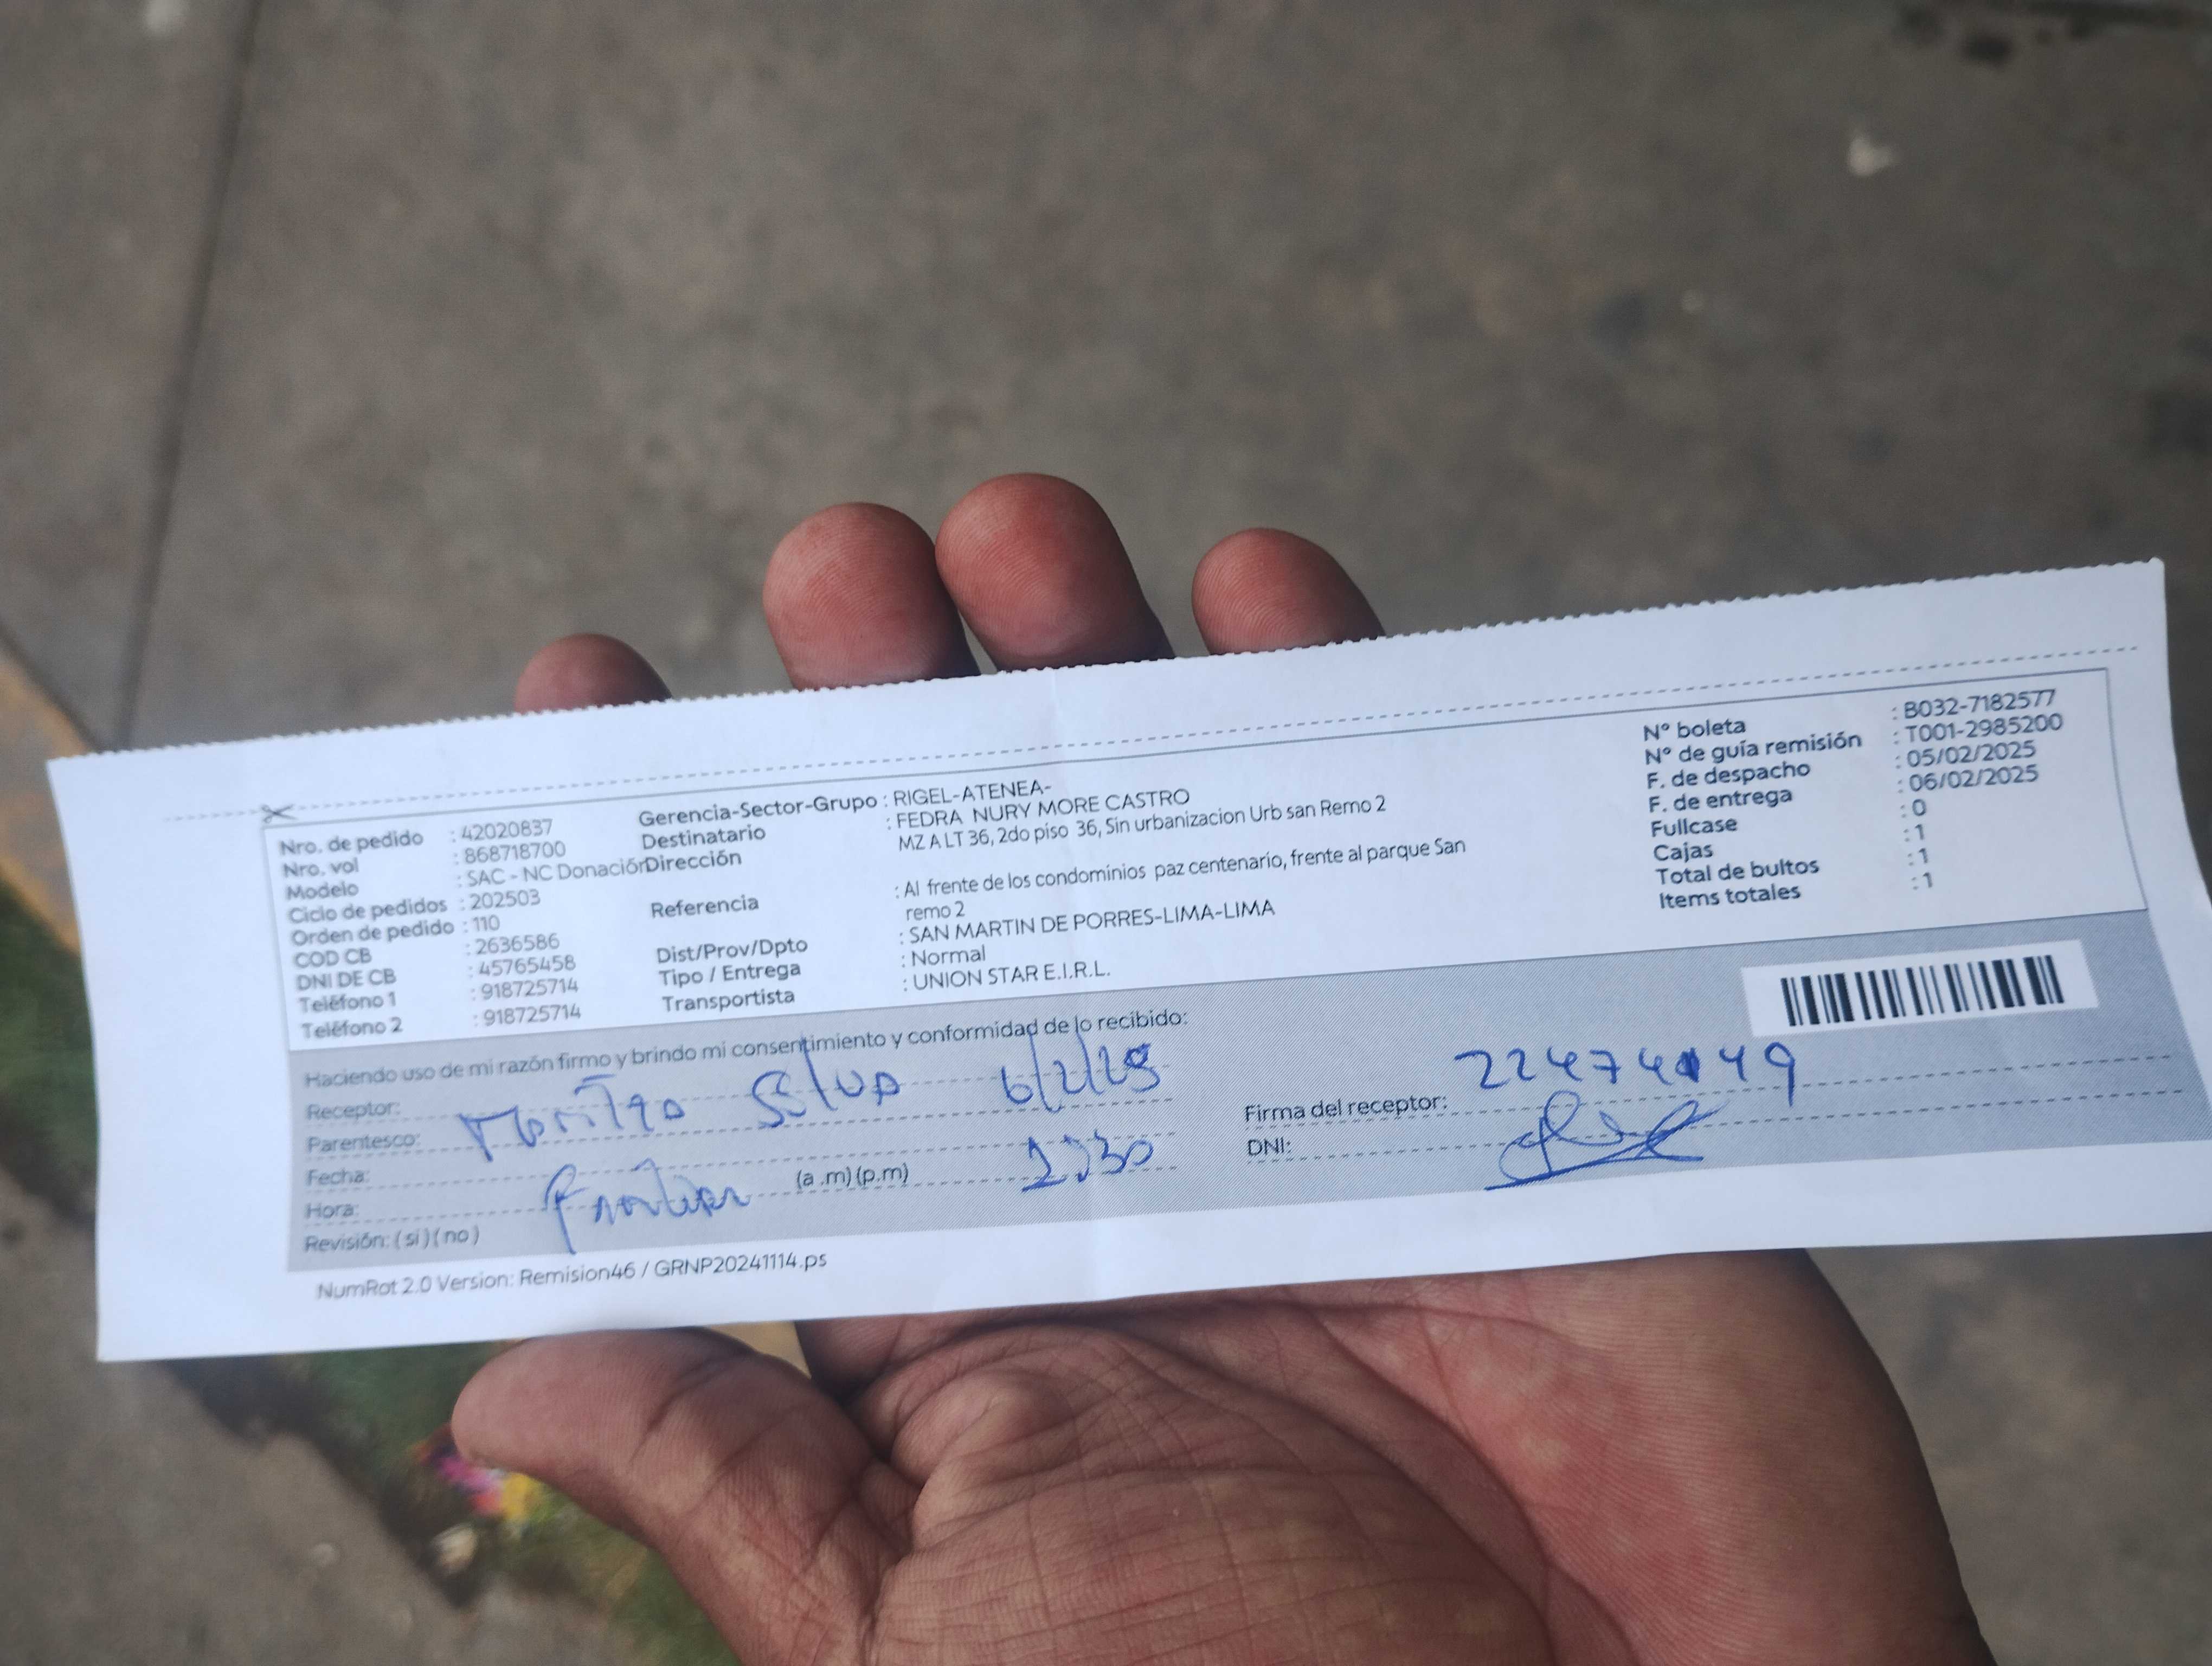 Nro. de pedido : 42020837
Nro. vol : 868718700
Modelo : SAC - NC Donación
Ciclo de pedidos : 202503
Orden de pedido : 110
COD CB : 2636586
DNI DE CB : 45765458
Teléfono 1 : 918725714
Teléfono 2 : 918725714
Gerencia-Sector-Grupo : RIGEL-ATENEA-
Destinatario : FEDRA NURY MORE CASTRO
Dirección MZ A LT 36, 2do piso 36, Sin urbanizacion Urb san Remo 2
Referencia : Al frente de los condominios paz centenario, frente al parque San
remo 2
Dist/Prov/Dpto : SAN MARTIN DE PORRES-LIMA-LIMA
Tipo / Entrega : Normal
Transportista : UNION STAR E.I.R.L.
N° boleta : B032-7182577
N° de guía remisión : T001-2985200
F. de despacho : 05/02/2025
F. de entrega : 06/02/2025
Fullcase : 0
Cajas : 1
Total de bultos : 1
Items totales : 1
Haciendo uso de mi razón firmo y brindo mi consentimiento y conformidad de lo recibido:
Receptor: 6/2/25
Parentesco:
Fecha:
Hora: (a .m) (p.m)
Revisión: ( si ) ( no )
Firma del receptor:
DNI:
NumRot 2.0 Version: Remision46 / GRNP20241114.ps